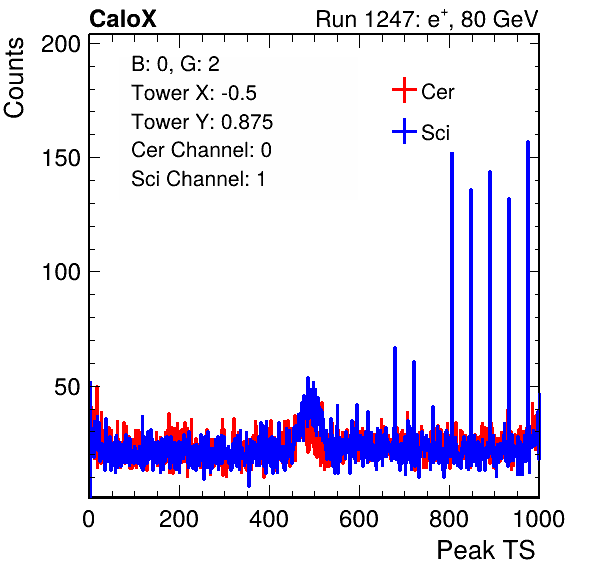 CaloX Run 1247: e+, 80 GeV
Counts
200
150
100
50
B: 0, G: 2
Tower X: -0.5
Tower Y: 0.875
Cer Channel: 0
Sci Channel: 1
Cer
Sci
0 200 400 600 800 1000
Peak TS